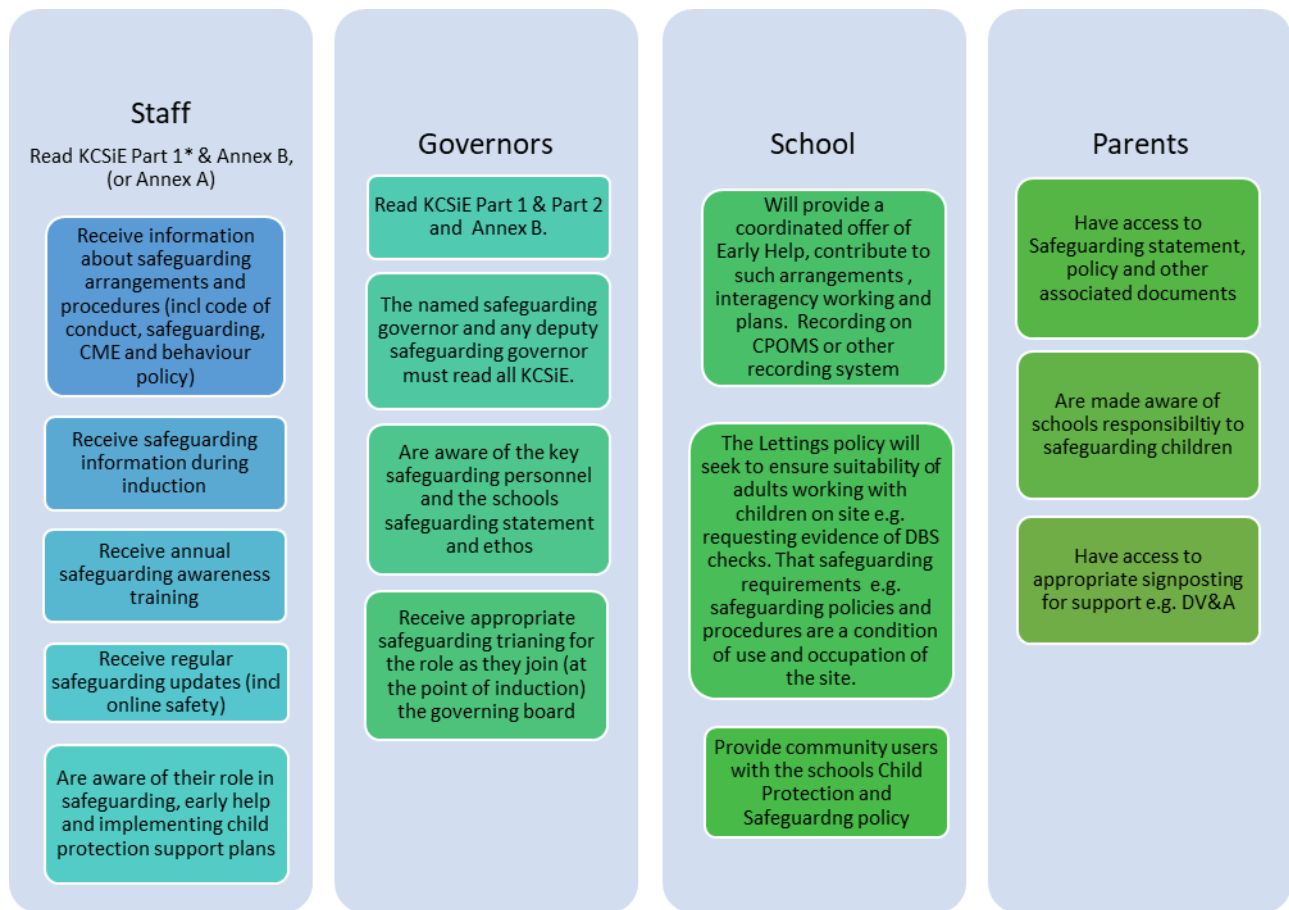 Staff
Read KCSiE Part 1* & Annex B,
(or Annex A)
Receive information
about safeguarding
arrangements and
procedures (incl code of
conduct, safeguarding,
CME and behaviour
policy)
Receive safeguarding
information during
induction
Receive annual
safeguarding awareness
training
Receive regular
safeguarding updates (incl
online safety)
Are aware of their role in
safeguarding, early help
and implementing child
protection support plans
Governors
Read KCSiE Part 1 & Part 2
and Annex B.
The named safeguarding
governor and any deputy
safeguarding governor
must read all KCSiE.
Are aware of the key
safeguarding personnel
and the schools
safeguarding statement
and ethos
Receive appropriate
safeguarding trianing for
the role as they join (at
the point of induction)
the governing board
School
Will provide a
coordinated offer of
Early Help, contribute to
such arrangements ,
interagency working and
plans. Recording on
CPOMS or other
recording system
The Lettings policy will
seek to ensure suitability of
adults working with
children on site e.g.
requesting evidence of DBS
checks. That safeguarding
requirements e.g.
safeguarding policies and
procedures are a condition
of use and occupation of
the site.
Provide community users
with the schools Child
Protection and
Safeguardng policy
Parents
Have access to
Safeguarding statement,
policy and other
associated documents
Are made aware of
schools responsibiltiy to
safeguarding children
Have access to
appropriate signposting
for support e.g. DV&A